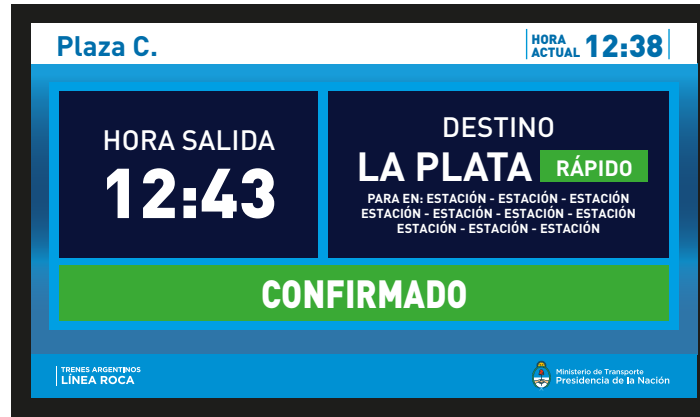 Plaza C.
HORA
ACTUAL 12:38
HORA SALIDA
12:43
DESTINO
LA PLATA RÁPIDO
PARA EN: ESTACIÓN - ESTACIÓN - ESTACIÓN
ESTACIÓN - ESTACIÓN - ESTACIÓN - ESTACIÓN
ESTACIÓN - ESTACIÓN - ESTACIÓN
CONFIRMADO
TRENES ARGENTINOS
LÍNEA ROCA
Ministerio de Transporte
Presidencia de la Nación